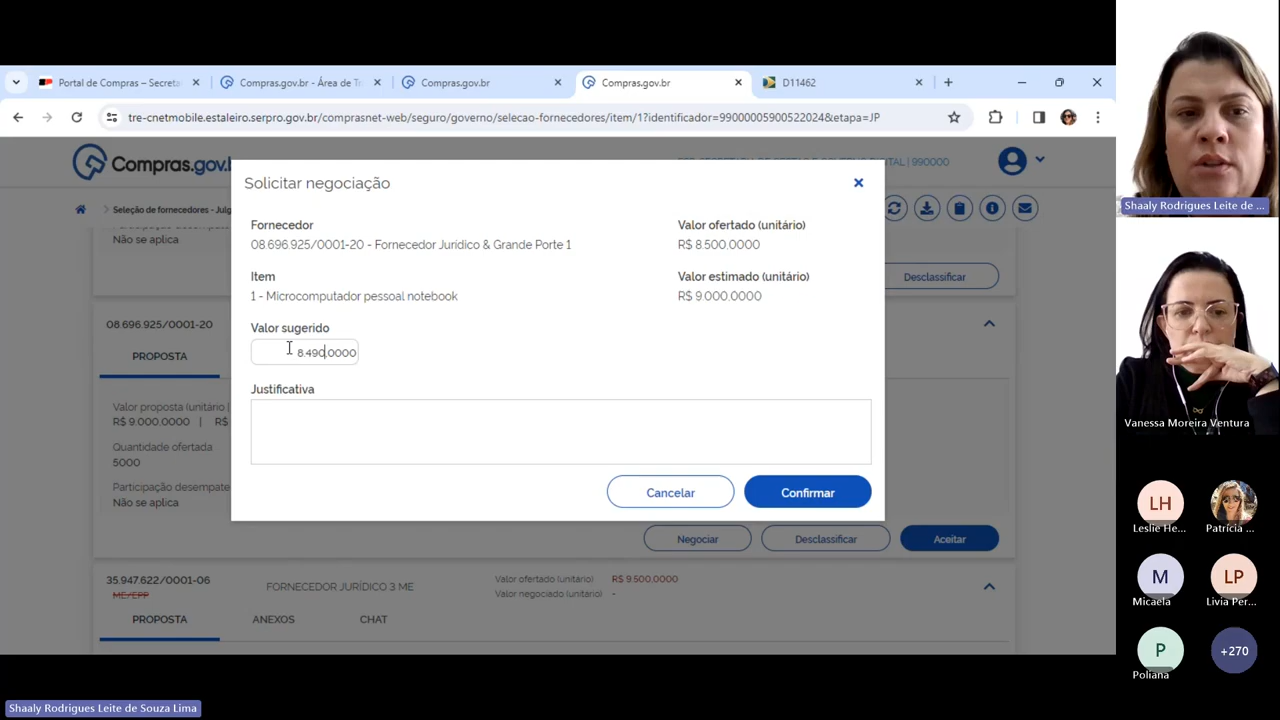 Portal de Compras – Secreta
Compras.gov.br - Área de T
Compras.gov.br
Compras.gov.br
D11462
tre-cnetmobile.estaleiro.serpro.gov.br/comprasnet-web/seguro/governo/selecao-fornecedores/item/1?identificador=99000005900522024&etapa=JP
Compras.gov.b
990000
Seleção de fornecedores - Julg
Não se aplica
Desclassificar
Solicitar negociação
Fornecedor
Valor ofertado (unitário)
08.696.925/0001-20 - Fornecedor Jurídico & Grande Porte 1
R$ 8.500,0000
Item
Valor estimado (unitário)
1 - Microcomputador pessoal notebook
R$ 9.000,0000
Valor sugerido
8.490,0000
Justificativa
Cancelar
Confirmar
08.696.925/0001-20
PROPOSTA
Valor proposta (unitário |
R$ 9.000,0000 | R$
Quantidade ofertada
5000
Participação desempate
Não se aplica
Negociar
Desclassificar
Aceitar
35.947.622/0001-06
ME/EPP
FORNECEDOR JURÍDICO 3 ME
Valor ofertado (unitário) R$ 9.500,0000
Valor negociado (unitário) -
PROPOSTA
ANEXOS
CHAT
Shaaly Rodrigues Leite de ...
Vanessa Moreira Ventura
LH
Leslie He...
Patrícia ...
M
Micaela
LP
Livia Per...
P
Poliana
+270
Shaaly Rodrigues Leite de Souza Lima